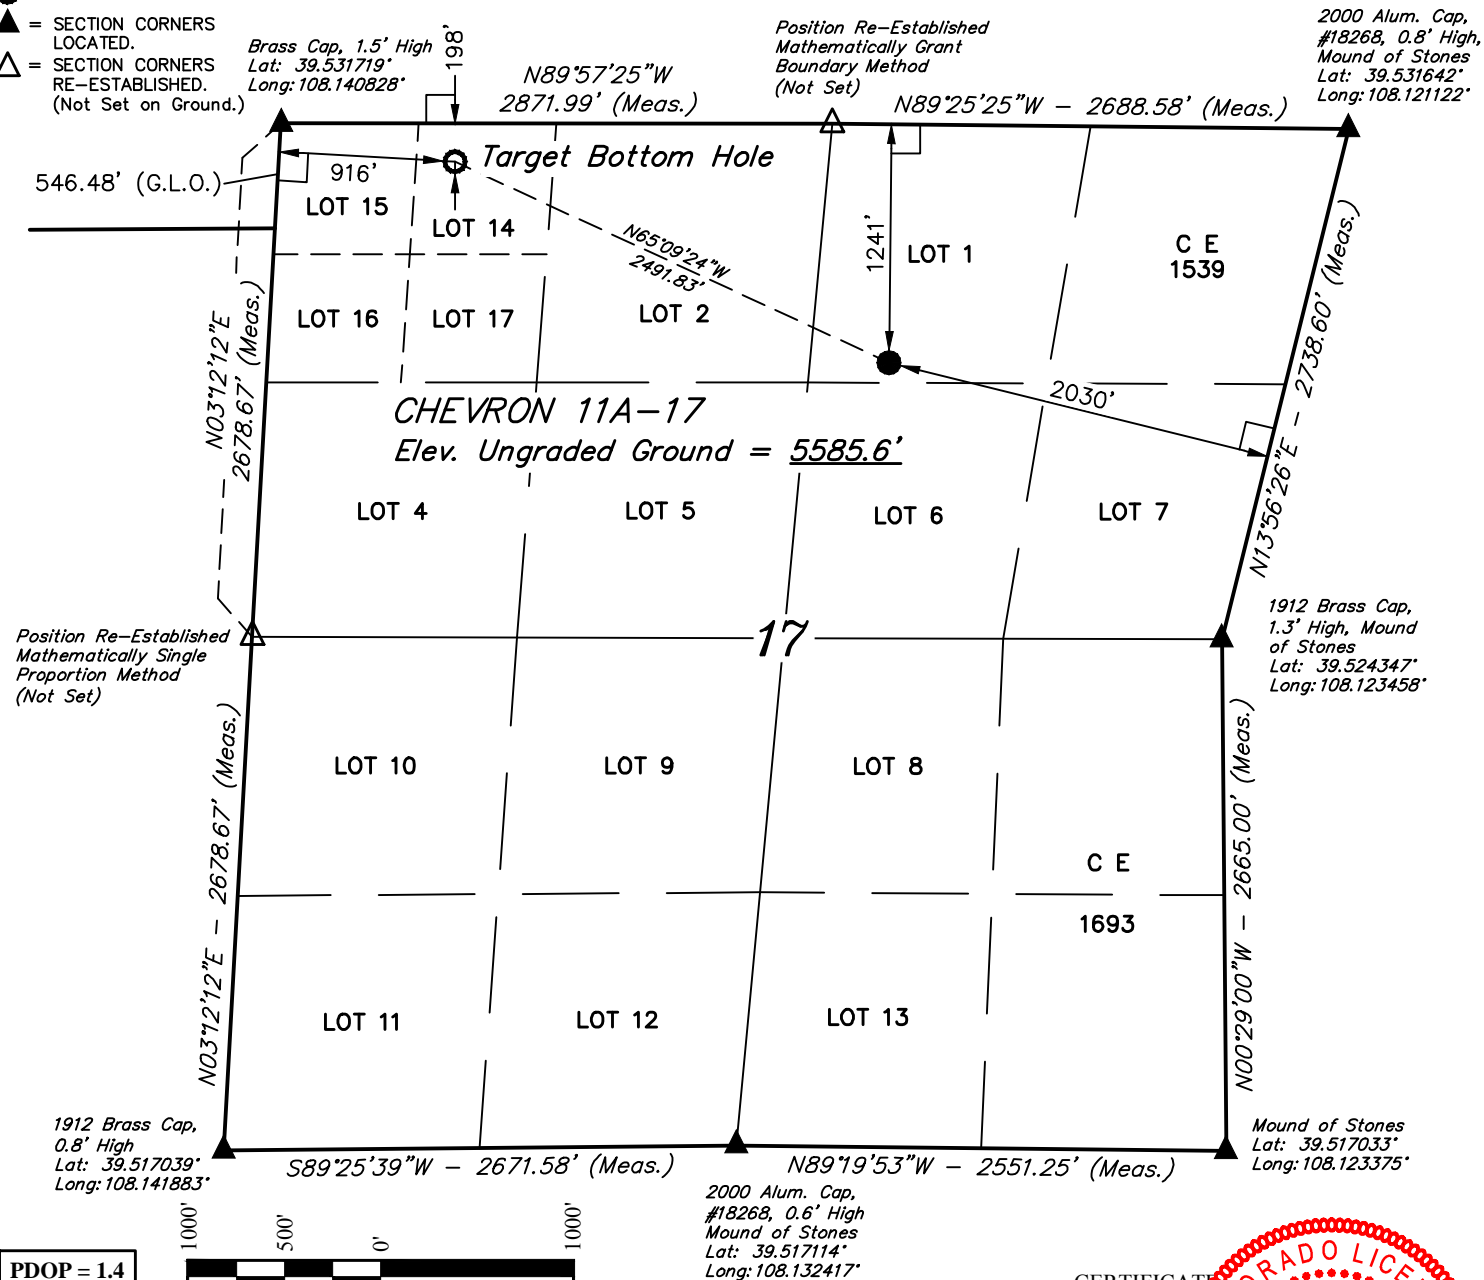 = SECTION CORNERS
LOCATED.
= SECTION CORNERS
RE-ESTABLISHED.
(Not Set on Ground.)
Brass Cap, 1.5' High
Lat: 39.531719°
Long: 108.140828°
198'
N89°57'25"W
2871.99' (Meas.)
Position Re-Established
Mathematically Grant
Boundary Method
(Not Set)
N89°25'25"W - 2688.58' (Meas.)
2000 Alum. Cap,
#18268, 0.8' High,
Mound of Stones
Lat: 39.531642°
Long: 108.121122°
546.48' (G.L.O.)
916'
Target Bottom Hole
LOT 15
LOT 14
N65°09'24"W
2491.83'
1241'
LOT 1
C E
1539
LOT 16
LOT 17
LOT 2
N03°12'12"E
2678.67' (Meas.)
N13°56'26"E - 2738.60' (Meas.)
2030'
CHEVRON 11A-17
Elev. Ungraded Ground = 5585.6'
LOT 4
LOT 5
LOT 6
LOT 7
17
Position Re-Established
Mathematically Single
Proportion Method
(Not Set)
1912 Brass Cap,
1.3' High, Mound
of Stones
Lat: 39.524347°
Long: 108.123458°
N03°12'12"E - 2678.67' (Meas.)
LOT 10
LOT 9
LOT 8
C E
1693
N00°29'00"W - 2665.00' (Meas.)
LOT 11
LOT 12
LOT 13
1912 Brass Cap,
0.8' High
Lat: 39.517039°
Long: 108.141883°
S89°25'39"W - 2671.58' (Meas.)
N89°19'53"W - 2551.25' (Meas.)
Mound of Stones
Lat: 39.517033°
Long: 108.123375°
2000 Alum. Cap,
#18268, 0.6' High
Mound of Stones
Lat: 39.517114°
Long: 108.132417°
1000'
500'
0'
1000'
PDOP = 1.4
CERTIFICATE
RADO LICE